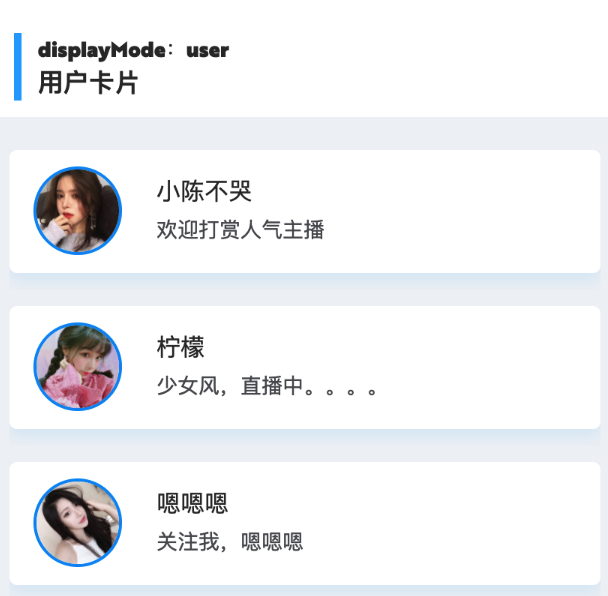 displayMode：user
用户卡片
小陈不哭
欢迎打赏人气主播
柠檬
少女风，直播中。。。。
嗯嗯嗯
关注我，嗯嗯嗯